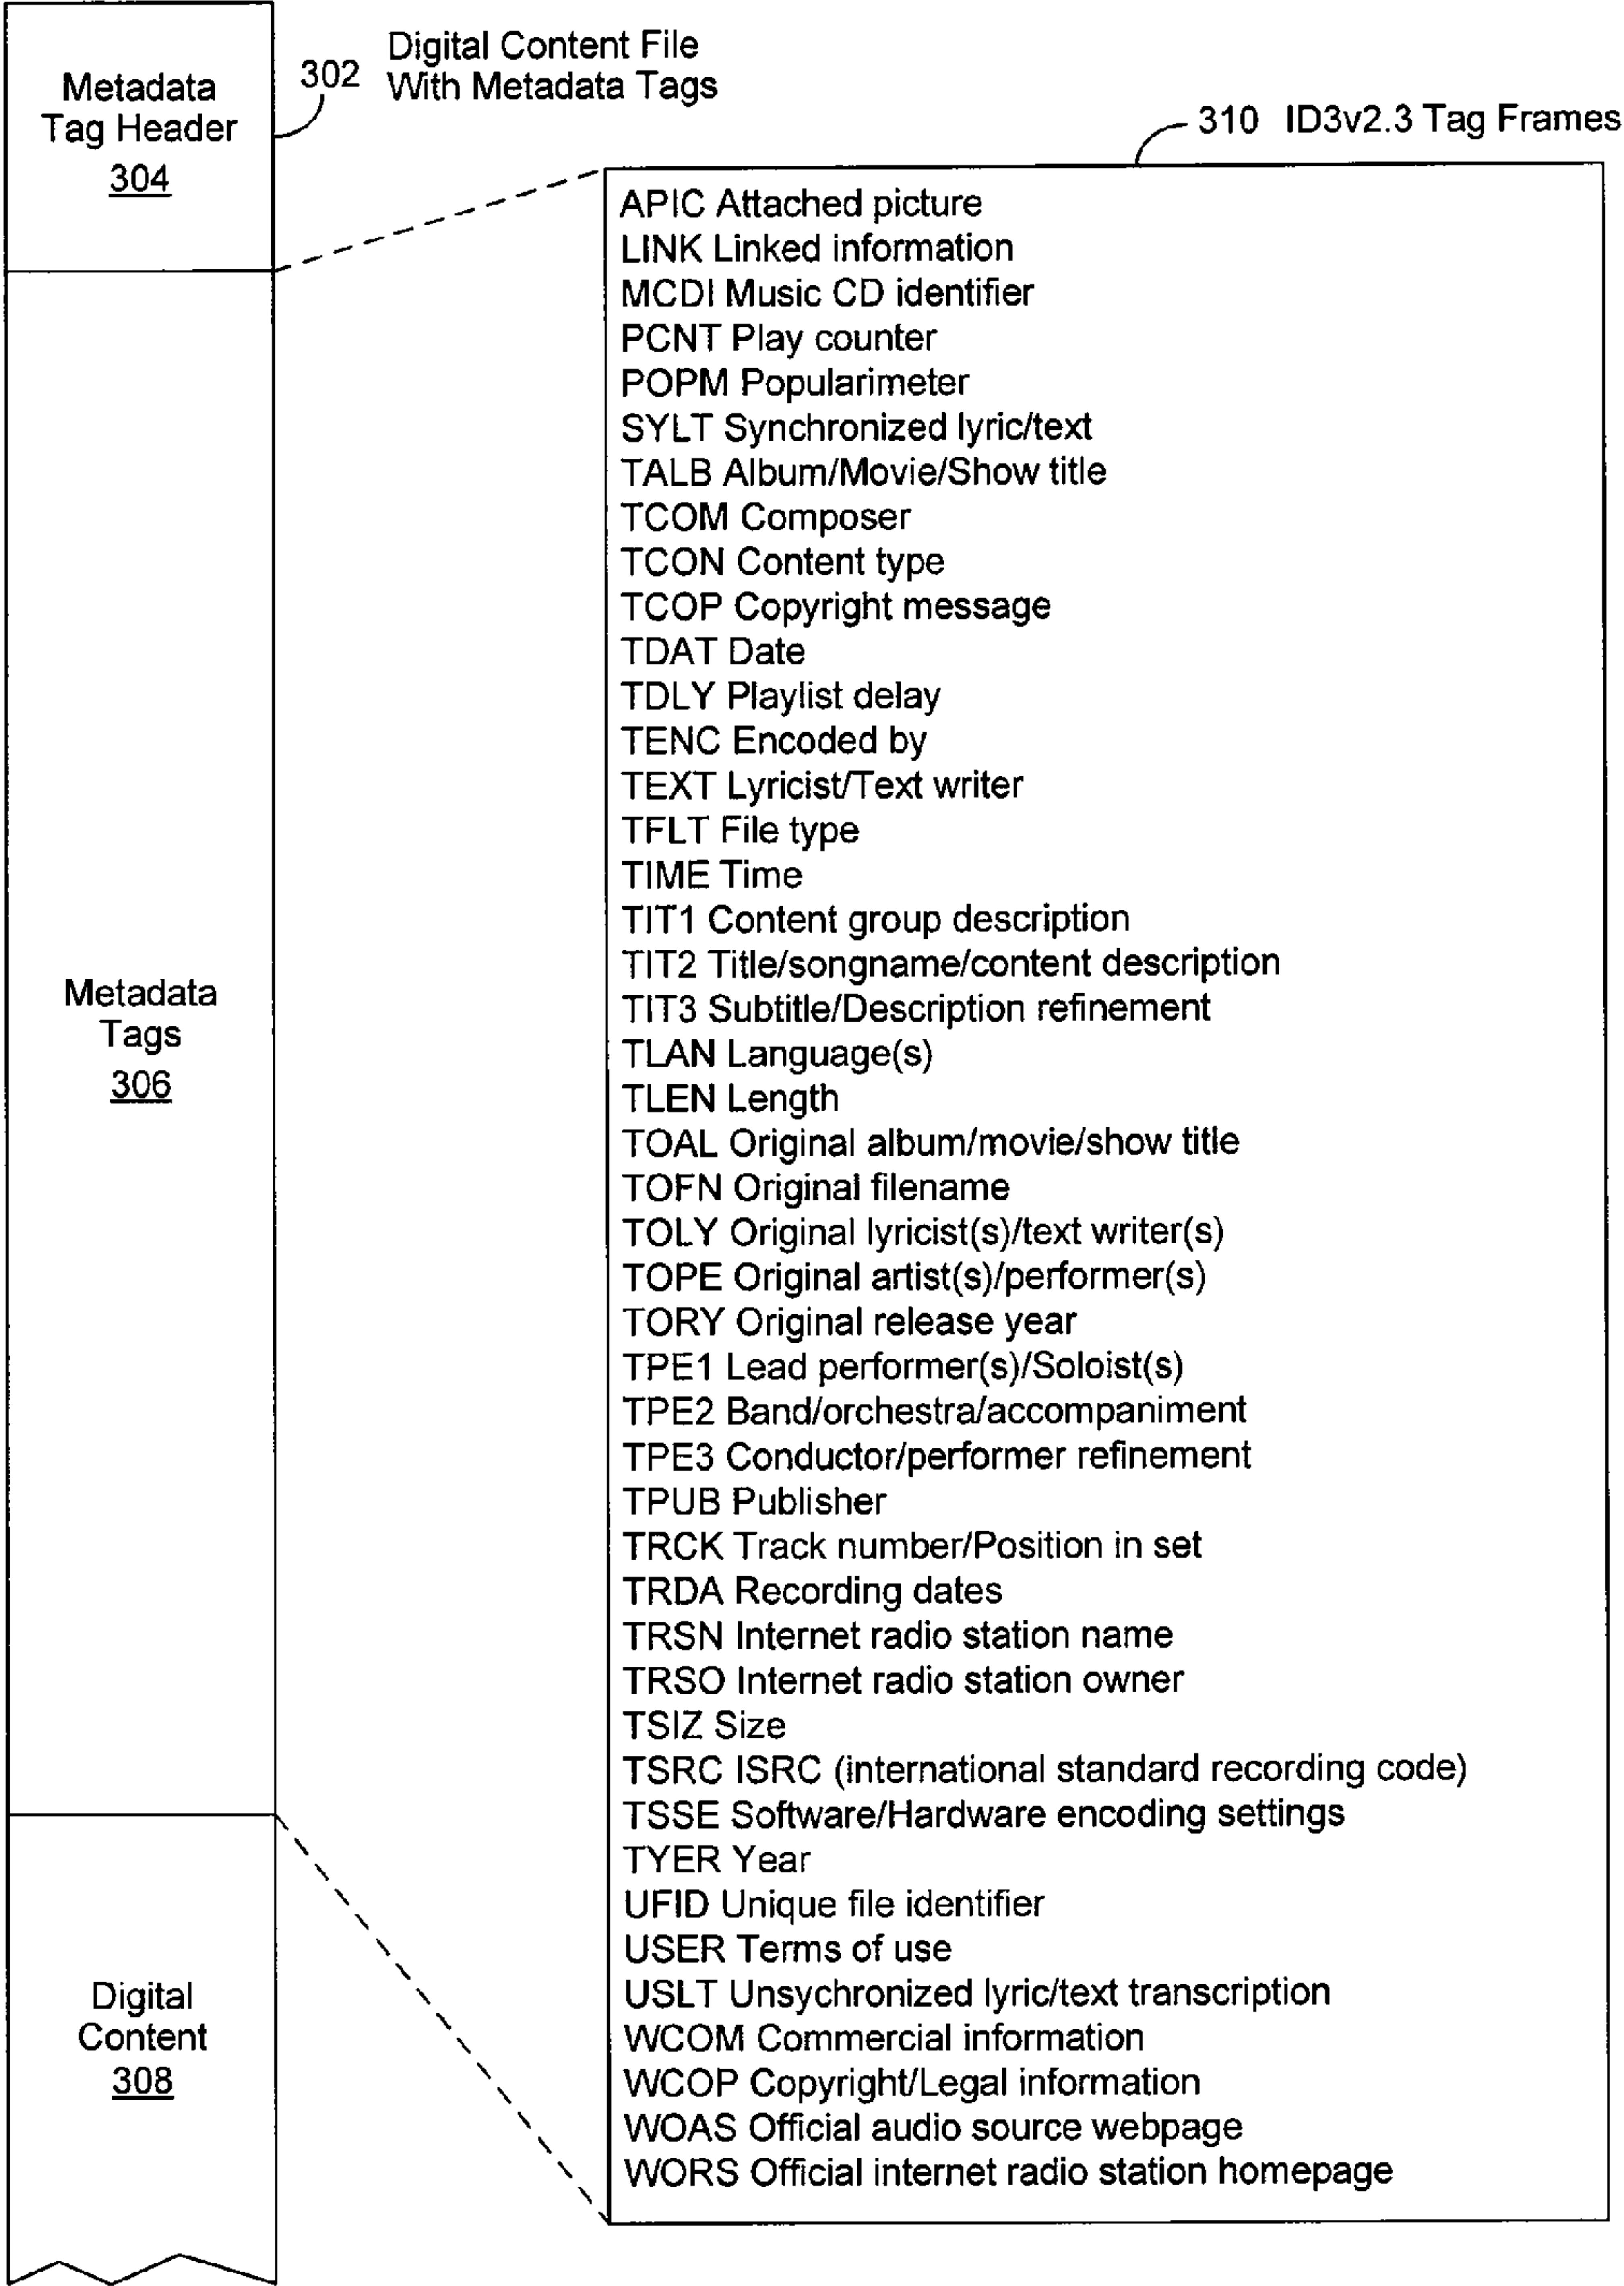 Metadata
Tag Header
304
302 Digital Content File
With Metadata Tags
310 ID3v2.3 Tag Frames
APIC Attached picture
LINK Linked information
MCDI Music CD identifier
PCNT Play counter
POPM Popularimeter
SYLT Synchronized lyric/text
TALB Album/Movie/Show title
TCOM Composer
TCON Content type
TCOP Copyright message
TDAT Date
TDLY Playlist delay
TENC Encoded by
TEXT Lyricist/Text writer
TFLT File type
TIME Time
TIT1 Content group description
TIT2 Title/songname/content description
TIT3 Subtitle/Description refinement
TLAN Language(s)
TLEN Length
TOAL Original album/movie/show title
TOFN Original filename
TOLY Original lyricist(s)/text writer(s)
TOPE Original artist(s)/performer(s)
TORY Original release year
TPE1 Lead performer(s)/Soloist(s)
TPE2 Band/orchestra/accompaniment
TPE3 Conductor/performer refinement
TPUB Publisher
TRCK Track number/Position in set
TRDA Recording dates
TRSN Internet radio station name
TRSO Internet radio station owner
TSIZ Size
TSRC ISRC (international standard recording code)
TSSE Software/Hardware encoding settings
TYER Year
UFID Unique file identifier
USER Terms of use
USLT Unsychronized lyric/text transcription
WCOM Commercial information
WCOP Copyright/Legal information
WOAS Official audio source webpage
WORS Official internet radio station homepage
Metadata
Tags
306
Digital
Content
308